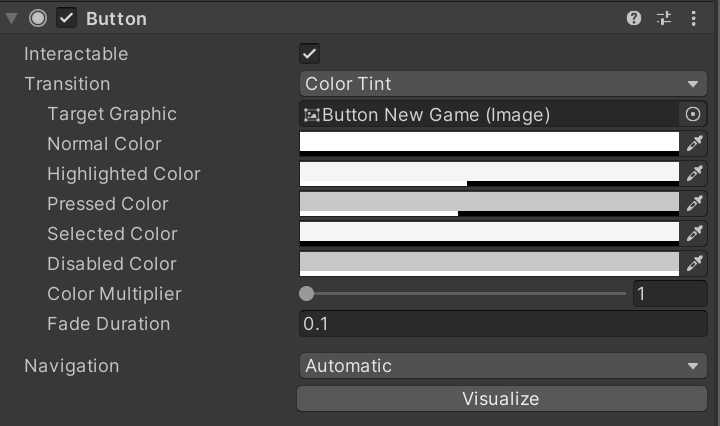 Button
Interactable
Transition Color Tint
Target Graphic Button New Game (Image)
Normal Color
Highlighted Color
Pressed Color
Selected Color
Disabled Color
Color Multiplier 1
Fade Duration 0.1
Navigation Automatic
Visualize